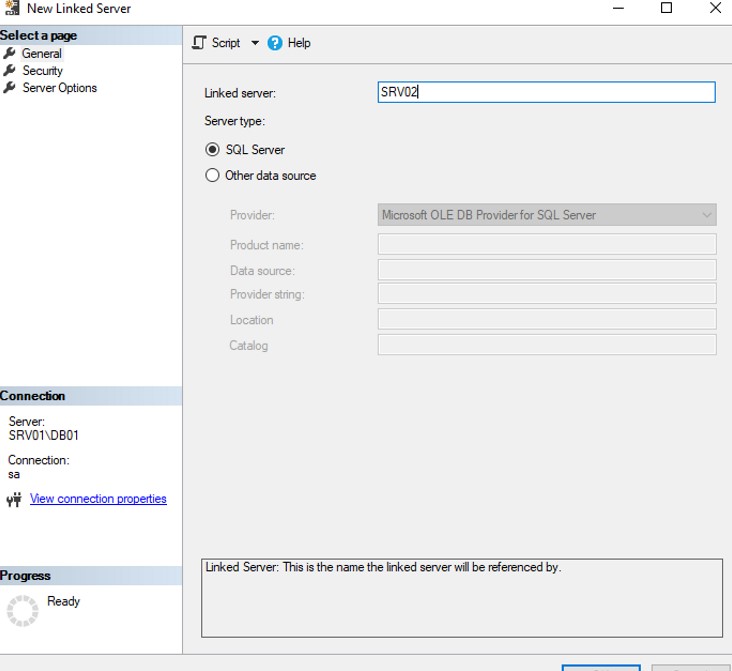 New Linked Server
Select a page
General
Security
Server Options
Connection
Server:
SRV01\DB01
Connection:
sa
View connection properties
Progress
Ready
Script
Help
Linked server:
SRV02
Server type:
SQL Server
Other data source
Provider:
Microsoft OLE DB Provider for SQL Server
Product name:
Data source:
Provider string:
Location
Catalog
Linked Server: This is the name the linked server will be referenced by.